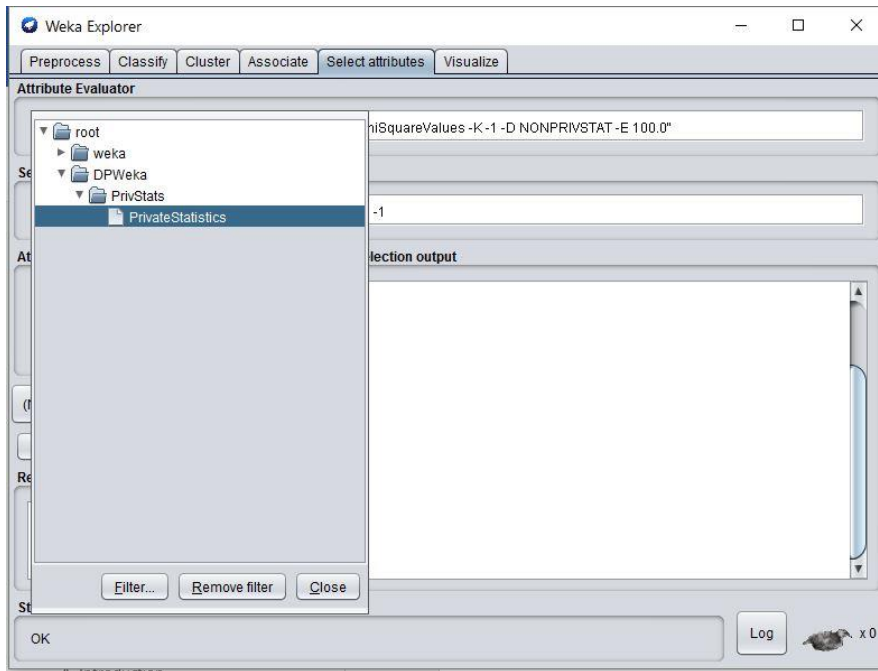 Weka Explorer
Preprocess Classify Cluster Associate Select attributes Visualize
Attribute Evaluator
root
weka
DPWeka
PrivStats
PrivateStatistics
hiSquareValues -K -1 -D NONPRIVSTAT -E 100.0"
Se
-1
At
lection output
(N
Re
Filter... Remove filter Close
St
OK
Log
x 0